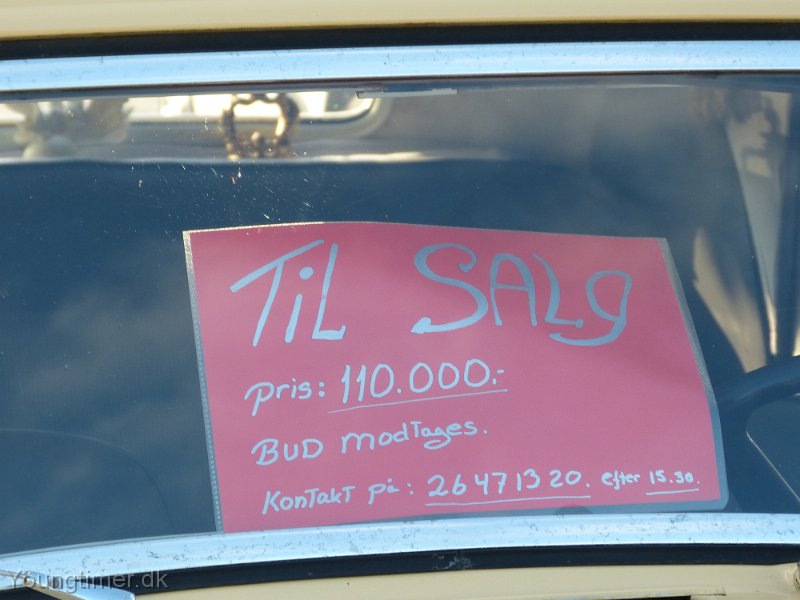 Til SALg
pris: 110.000.-
BUD modTages.
KonTakT på: 26471320. efter 15.30.
Youngtimer.dk